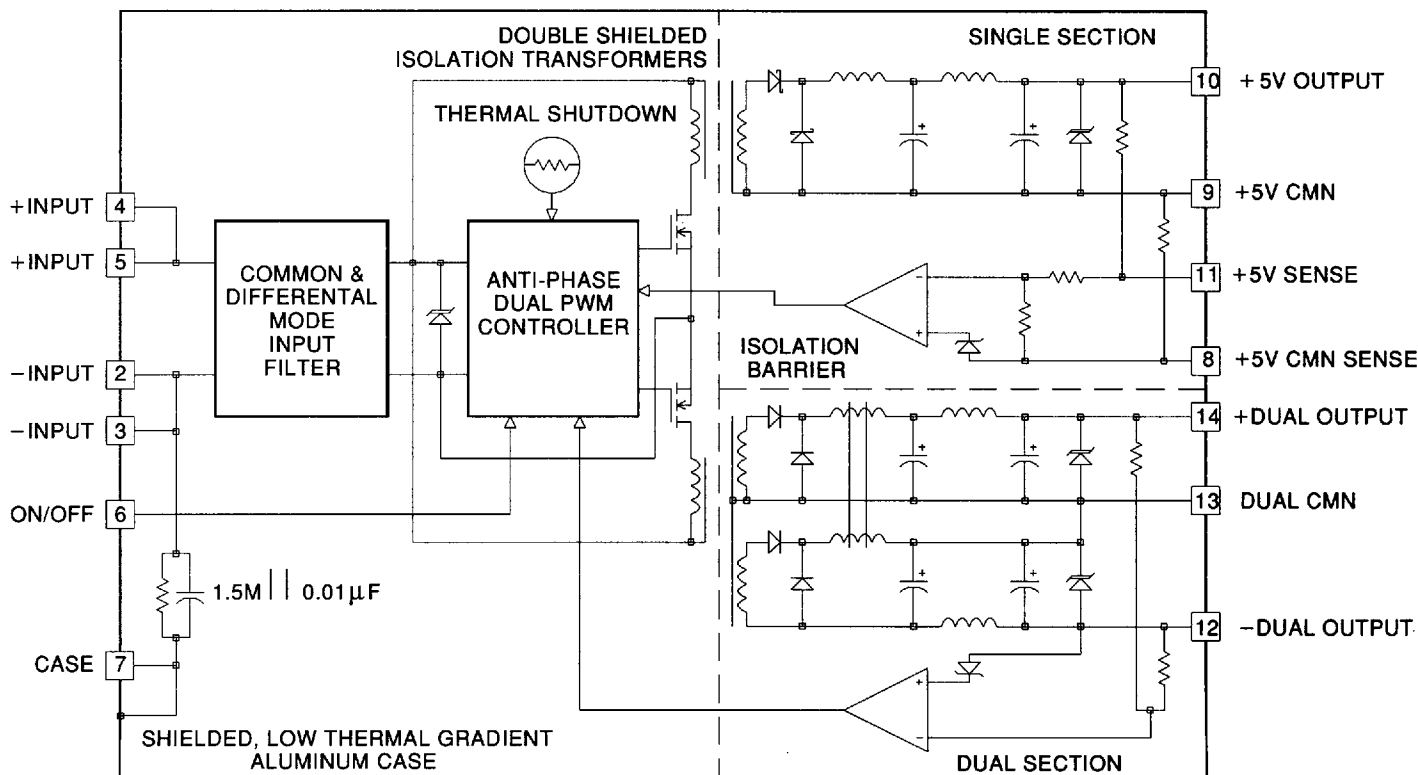 DOUBLE SHIELDED
ISOLATION TRANSFORMERS
SINGLE SECTION
10 +5V OUTPUT
THERMAL SHUTDOWN
+
+
+INPUT 4
9 +5V CMN
+INPUT 5
COMMON &
DIFFERENTAL
MODE
INPUT
FILTER
ANTI-PHASE
DUAL PWM
CONTROLLER
-
+
11 +5V SENSE
ISOLATION
BARRIER
8 +5V CMN SENSE
-INPUT 2
-INPUT 3
14 +DUAL OUTPUT
+
+
ON/OFF 6
13 DUAL CMN
+
+
1.5M || 0.01µF
12 -DUAL OUTPUT
CASE 7
+
-
SHIELDED, LOW THERMAL GRADIENT
ALUMINUM CASE
DUAL SECTION